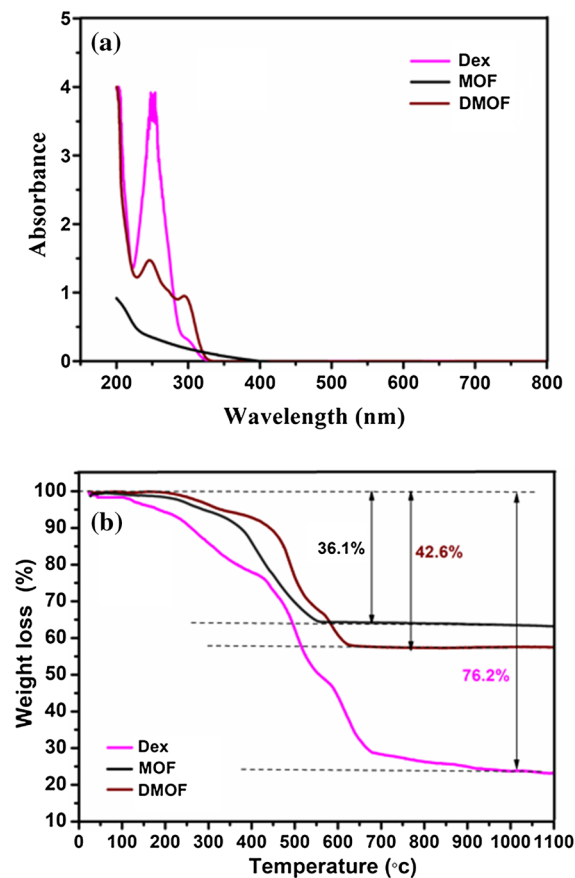 (a)
Dex
MOF
DMOF
Absorbance
5
4
3
2
1
0
200 300 400 500 600 700 800
Wavelength (nm)
(b)
Weight loss (%)
100
90
80
70
60
50
40
30
20
10
36.1%
42.6%
76.2%
Dex
MOF
DMOF
0 100 200 300 400 500 600 700 800 900 1000 1100
Temperature (°c)